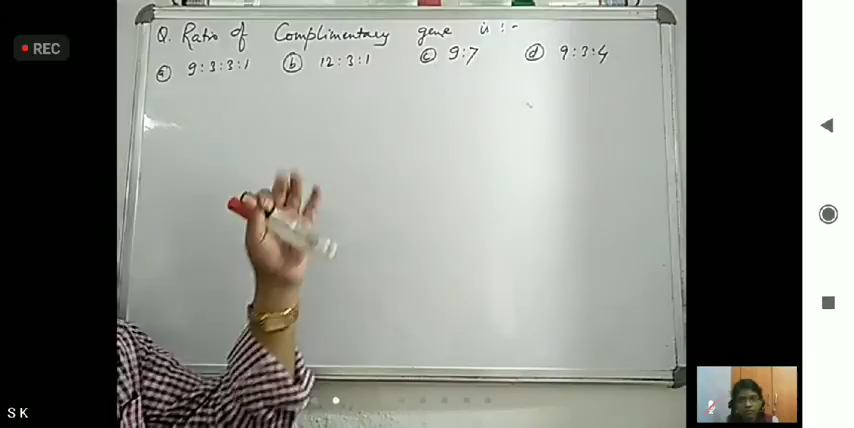 REC
Q. Ratio of Complimentary gene is :-
(a) 9:3:3:1 (b) 12:3:1 (c) 9:7 (d) 9:3:4
S K